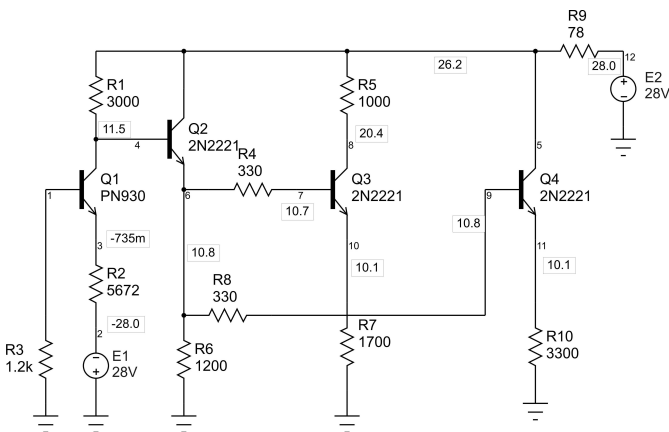 R9
78
26.2
28.0
12
E2
28V
+
−
R1
3000
R5
1000
11.5
4
Q2
2N2221
20.4
8
5
R4
330
Q1
PN930
1
6
7
10.7
Q3
2N2221
9
Q4
2N2221
10.8
-735m
3
10.8
10
10.1
11
10.1
R2
5672
R8
330
-28.0
2
R3
1.2k
E1
28V
−
+
R6
1200
R7
1700
R10
3300